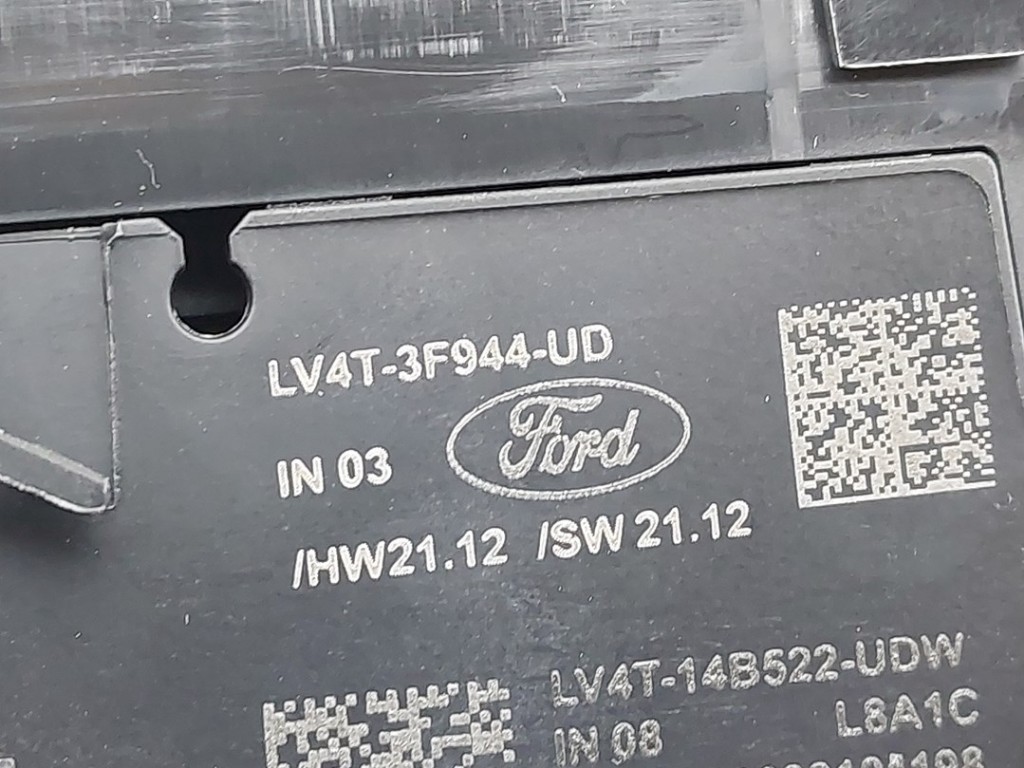 LV4T-3F944-UD
IN 03 Ford
/HW21.12 /SW 21.12
LV4T-14B522-UDW
IN 08 L8A1C